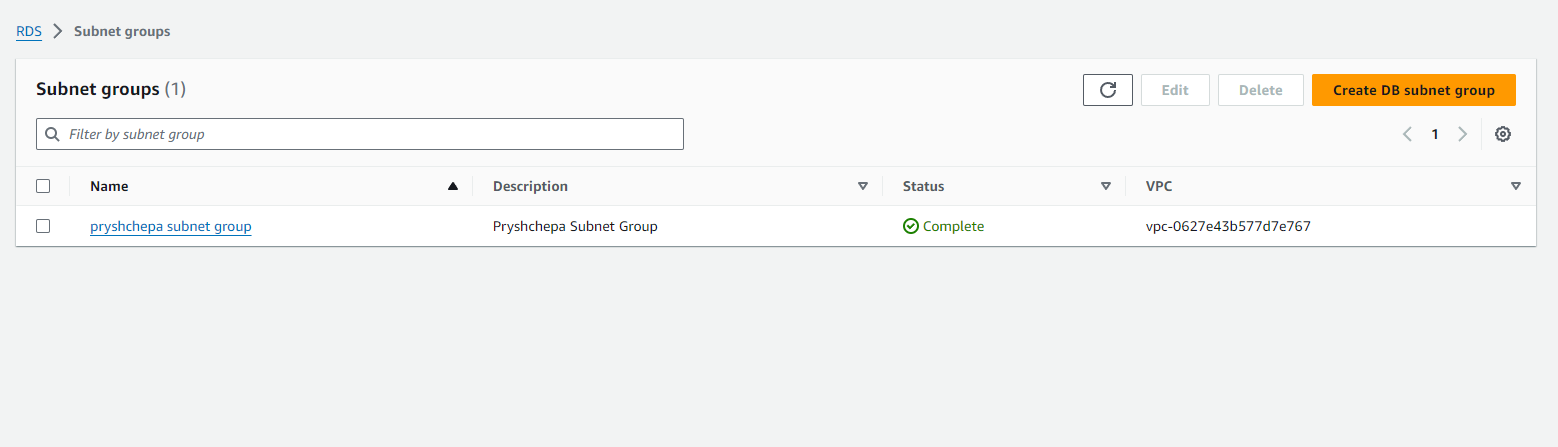 RDS Subnet groups
Subnet groups (1)
Edit Delete Create DB subnet group
Filter by subnet group
1
Name Description Status VPC
pryshchepa subnet group Pryshchepa Subnet Group Complete vpc-0627e43b577d7e767